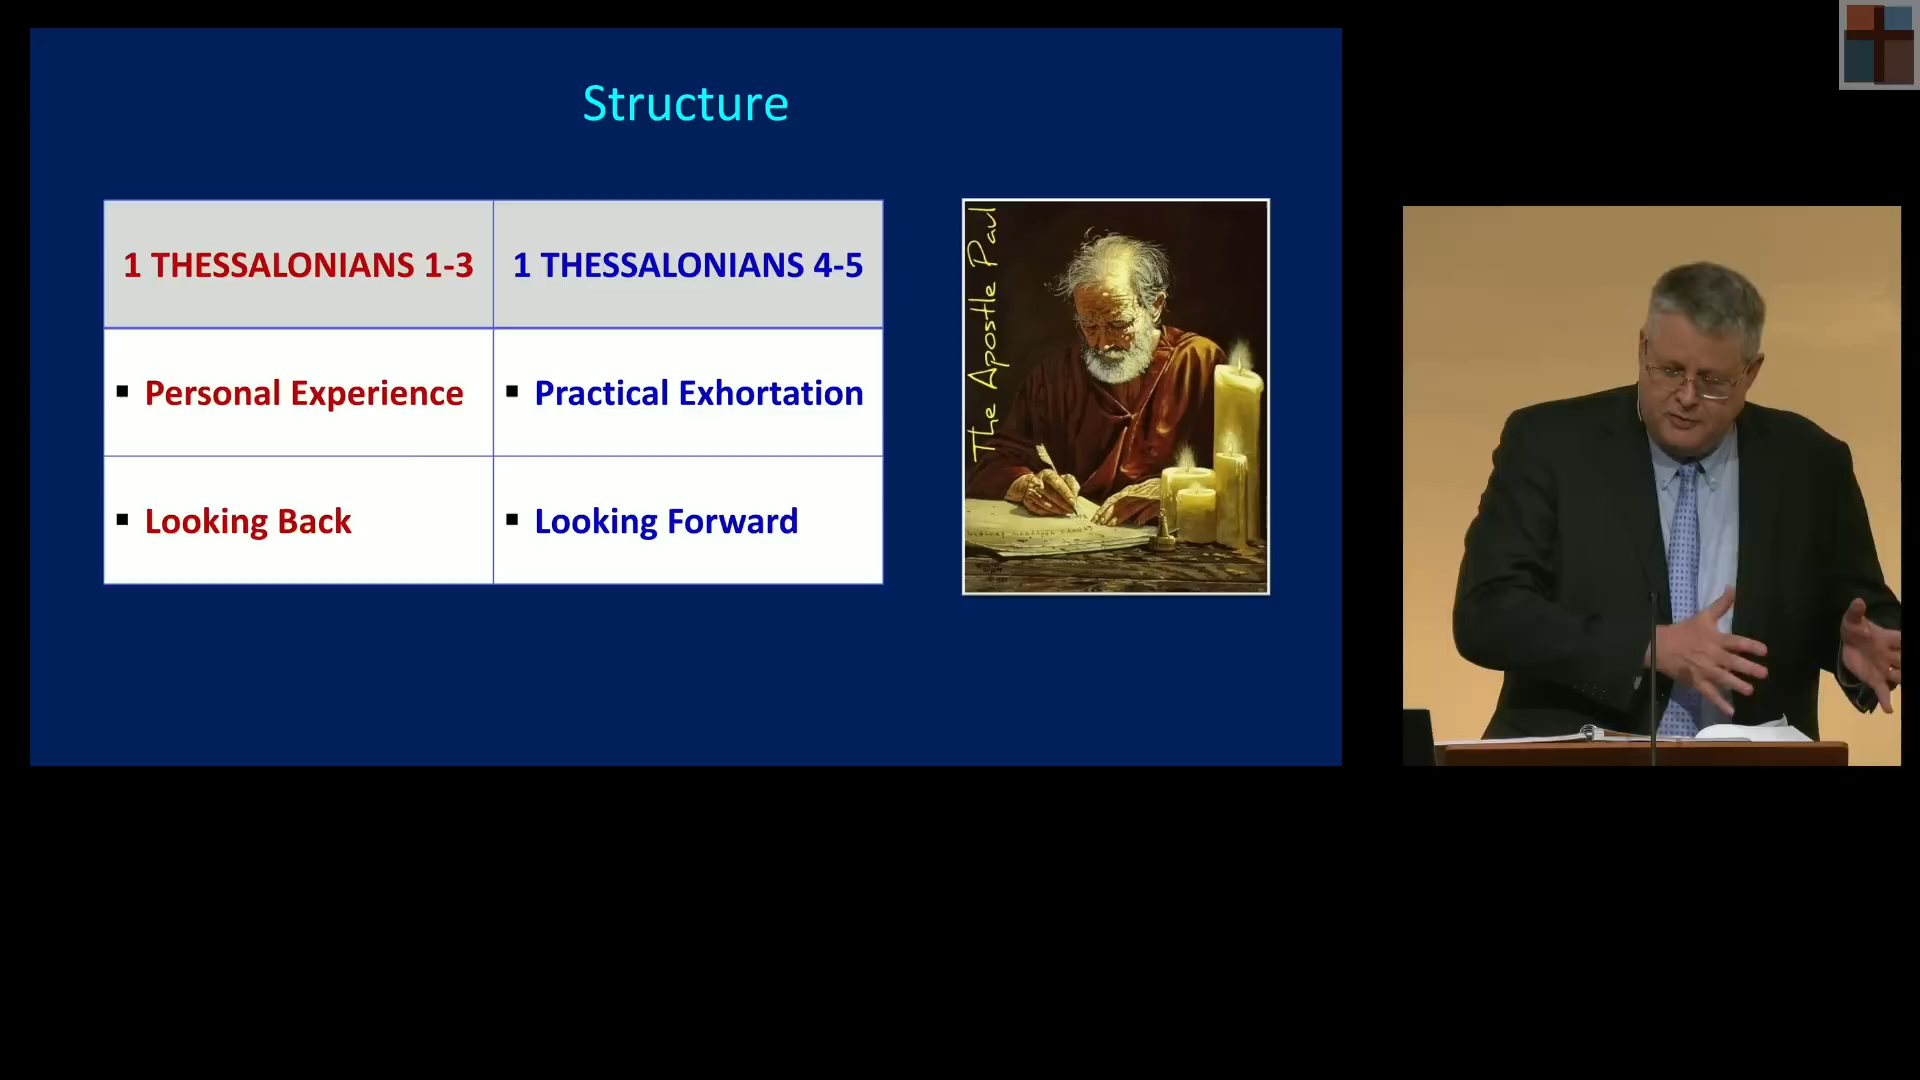 Structure
1 THESSALONIANS 1-3
1 THESSALONIANS 4-5
▪ Personal Experience
▪ Practical Exhortation
▪ Looking Back
▪ Looking Forward
The Apostle Paul